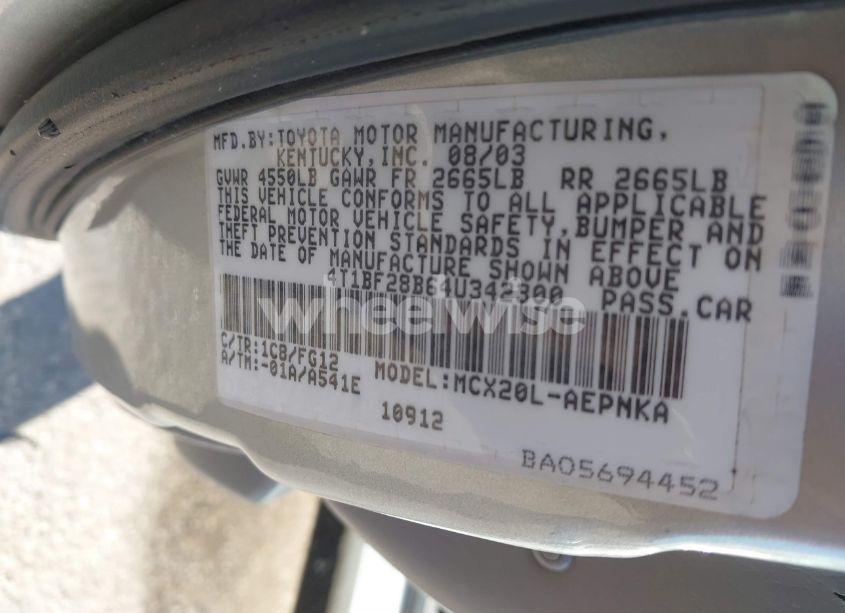 MFD.BY:TOYOTA MOTOR MANUFACTURING,
KENTUCKY,INC. 08/03
GVWR 4550LB GAWR FR 2665LB RR 2665LB
THIS VEHICLE CONFORMS TO ALL APPLICABLE
FEDERAL MOTOR VEHICLE SAFETY,BUMPER AND
THEFT PREVENTION STANDARDS IN EFFECT ON
THE DATE OF MANUFACTURE SHOWN ABOVE
4T1BF28B64U342300 PASS.CAR
wheelwise
C/TR:1C8/FG12
A/TM:-01A/A541E MODEL:MCX20L-AEPNKA
10912
BA05694452